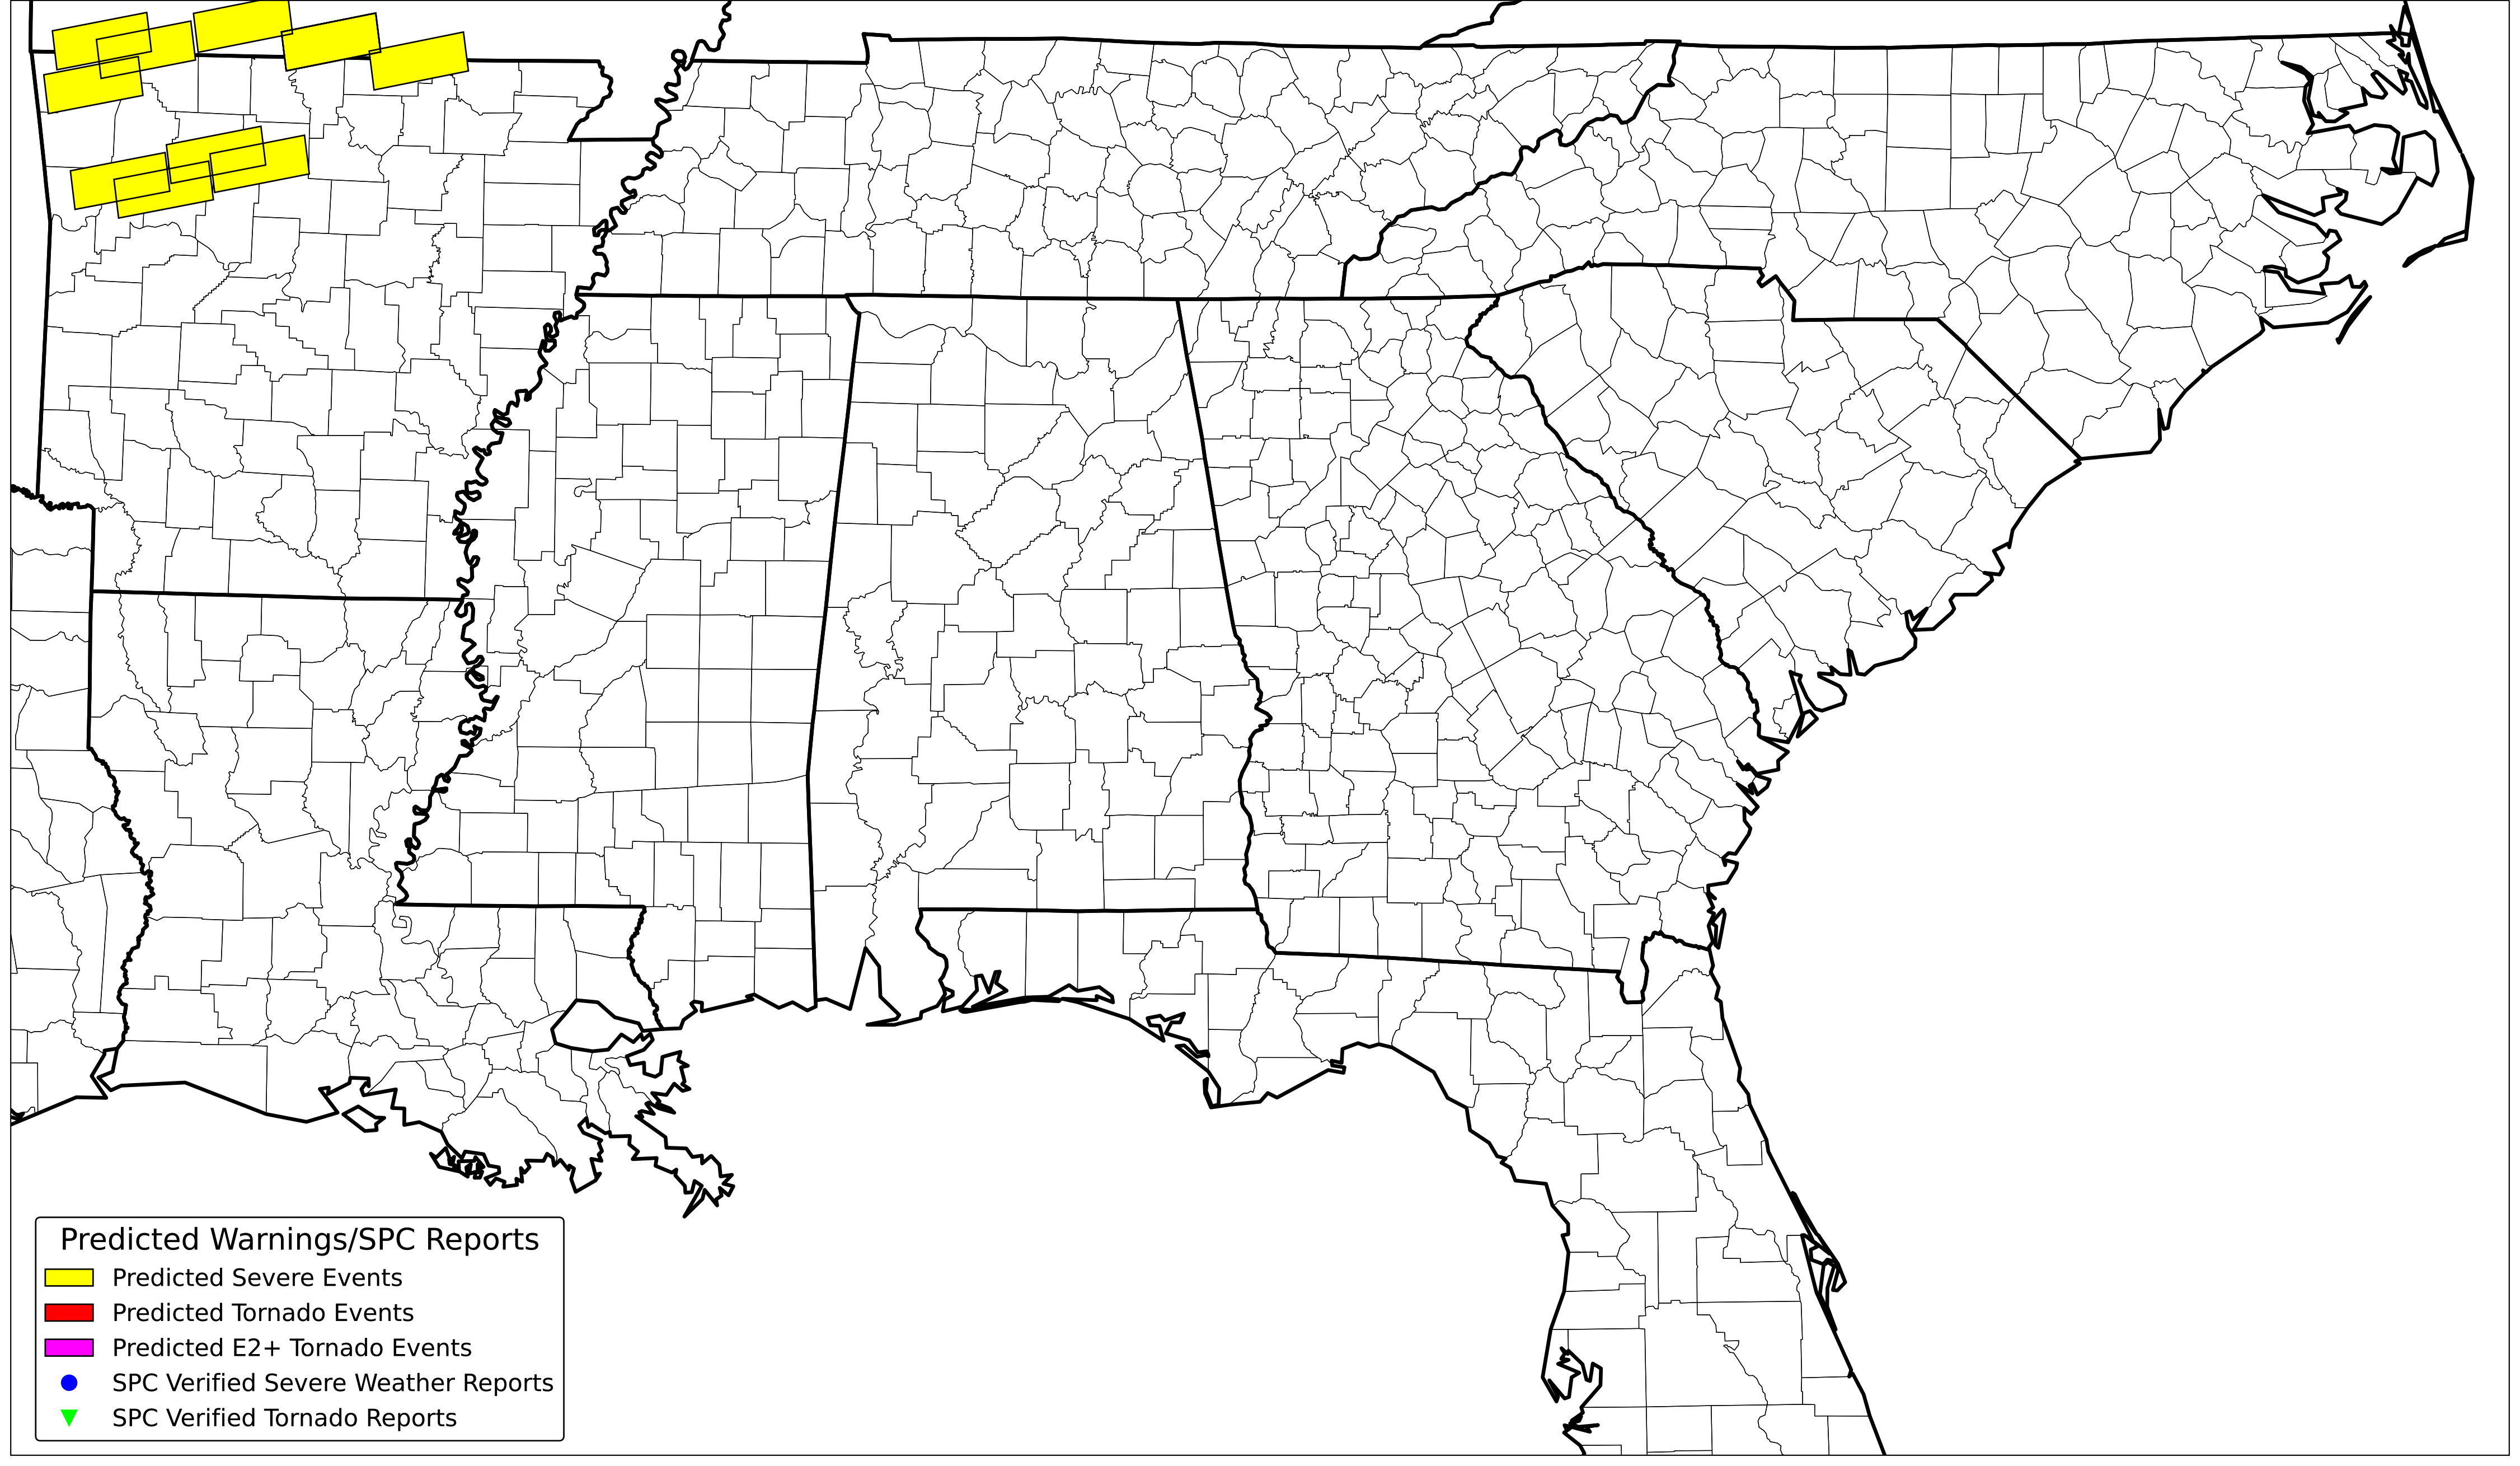 Predicted Warnings/SPC Reports
Predicted Severe Events
Predicted Tornado Events
Predicted E2+ Tornado Events
SPC Verified Severe Weather Reports
SPC Verified Tornado Reports